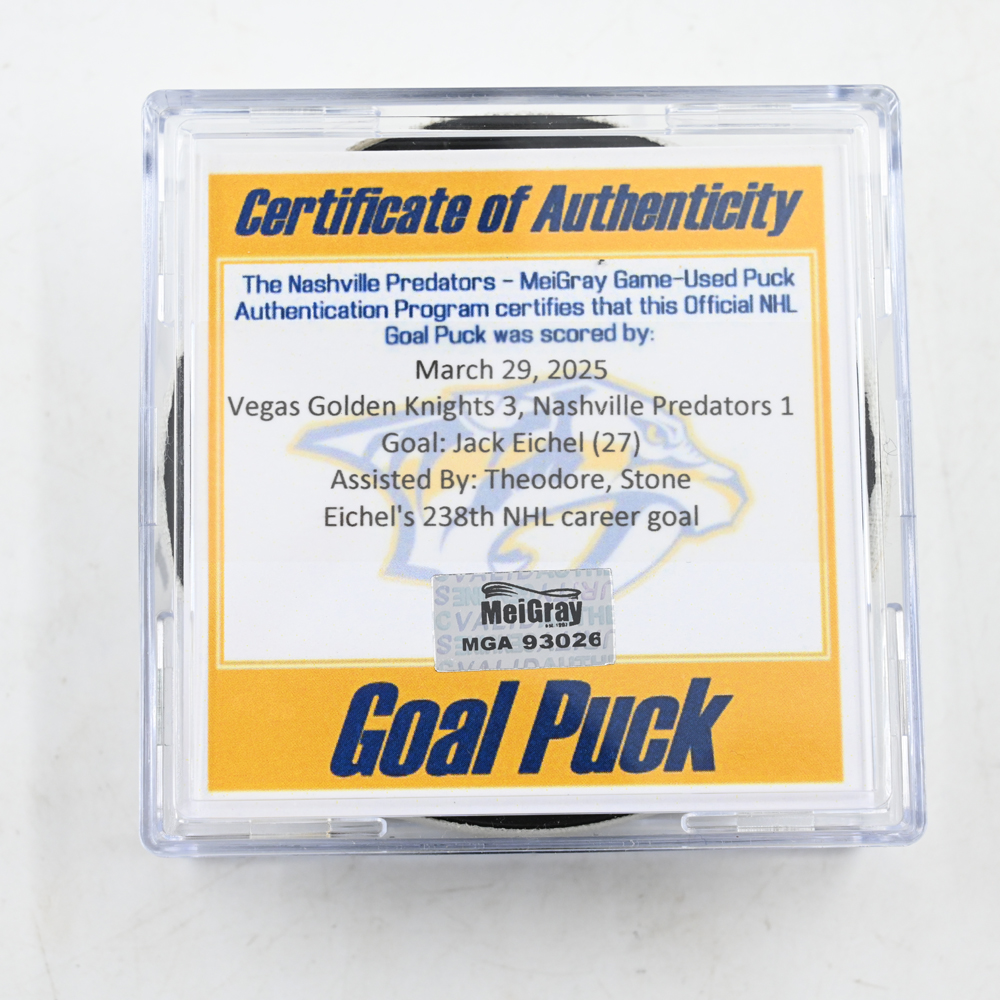 Certificate of Authenticity
The Nashville Predators - MeiGray Game-Used Puck
Authentication Program certifies that this Official NHL
Goal Puck was scored by:
March 29, 2025
Vegas Golden Knights 3, Nashville Predators 1
Goal: Jack Eichel (27)
Assisted By: Theodore, Stone
Eichel's 238th NHL career goal
MeiGray
MGA 93026
Goal Puck